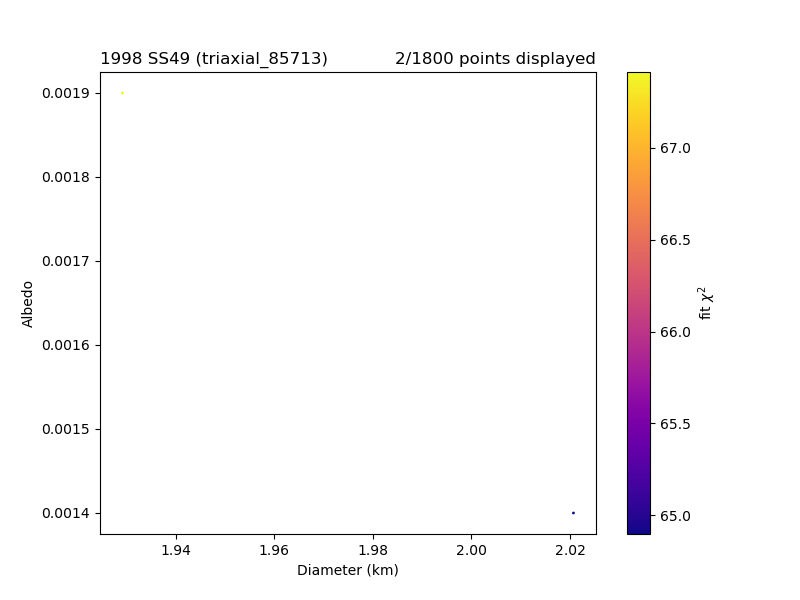 1998 SS49 (triaxial_85713) 2/1800 points displayed
0.0019
0.0018
0.0017
0.0016
0.0015
0.0014
Albedo
1.94 1.96 1.98 2.00 2.02
Diameter (km)
67.0
66.5
66.0
65.5
65.0
fit χ²